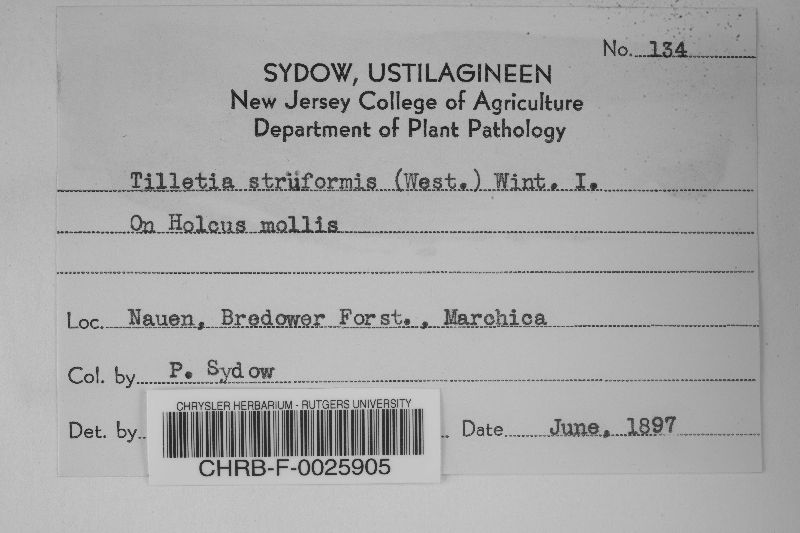 No. 134
SYDOW, USTILAGINEEN
New Jersey College of Agriculture
Department of Plant Pathology
Tilletia strüformis (West.) Wint. I.
On Holcus mollis
Loc. Nauen, Bredower Forst., Marchica
Col. by P. Sydow
Det. by
Date June, 1897
CHRYSLER HERBARIUM - RUTGERS UNIVERSITY
CHRB-F-0025905